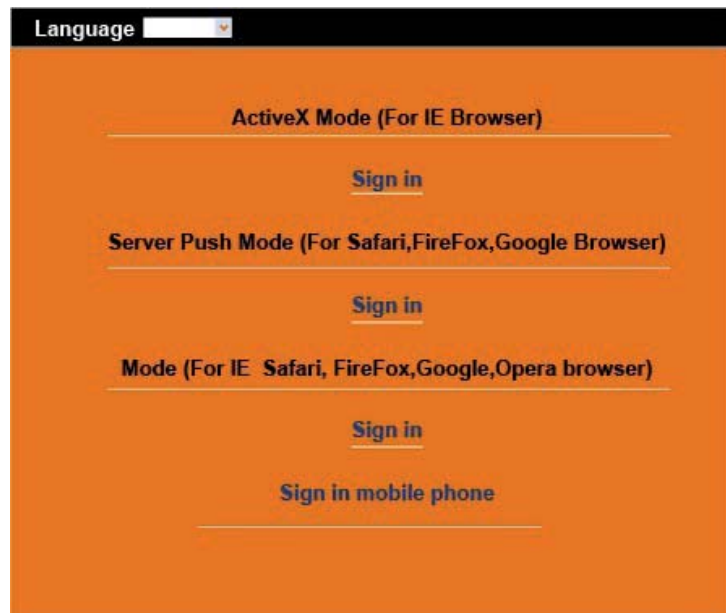 Language
ActiveX Mode (For IE Browser)
Sign in
Server Push Mode (For Safari,FireFox,Google Browser)
Sign in
Mode (For IE Safari, FireFox,Google,Opera browser)
Sign in
Sign in mobile phone